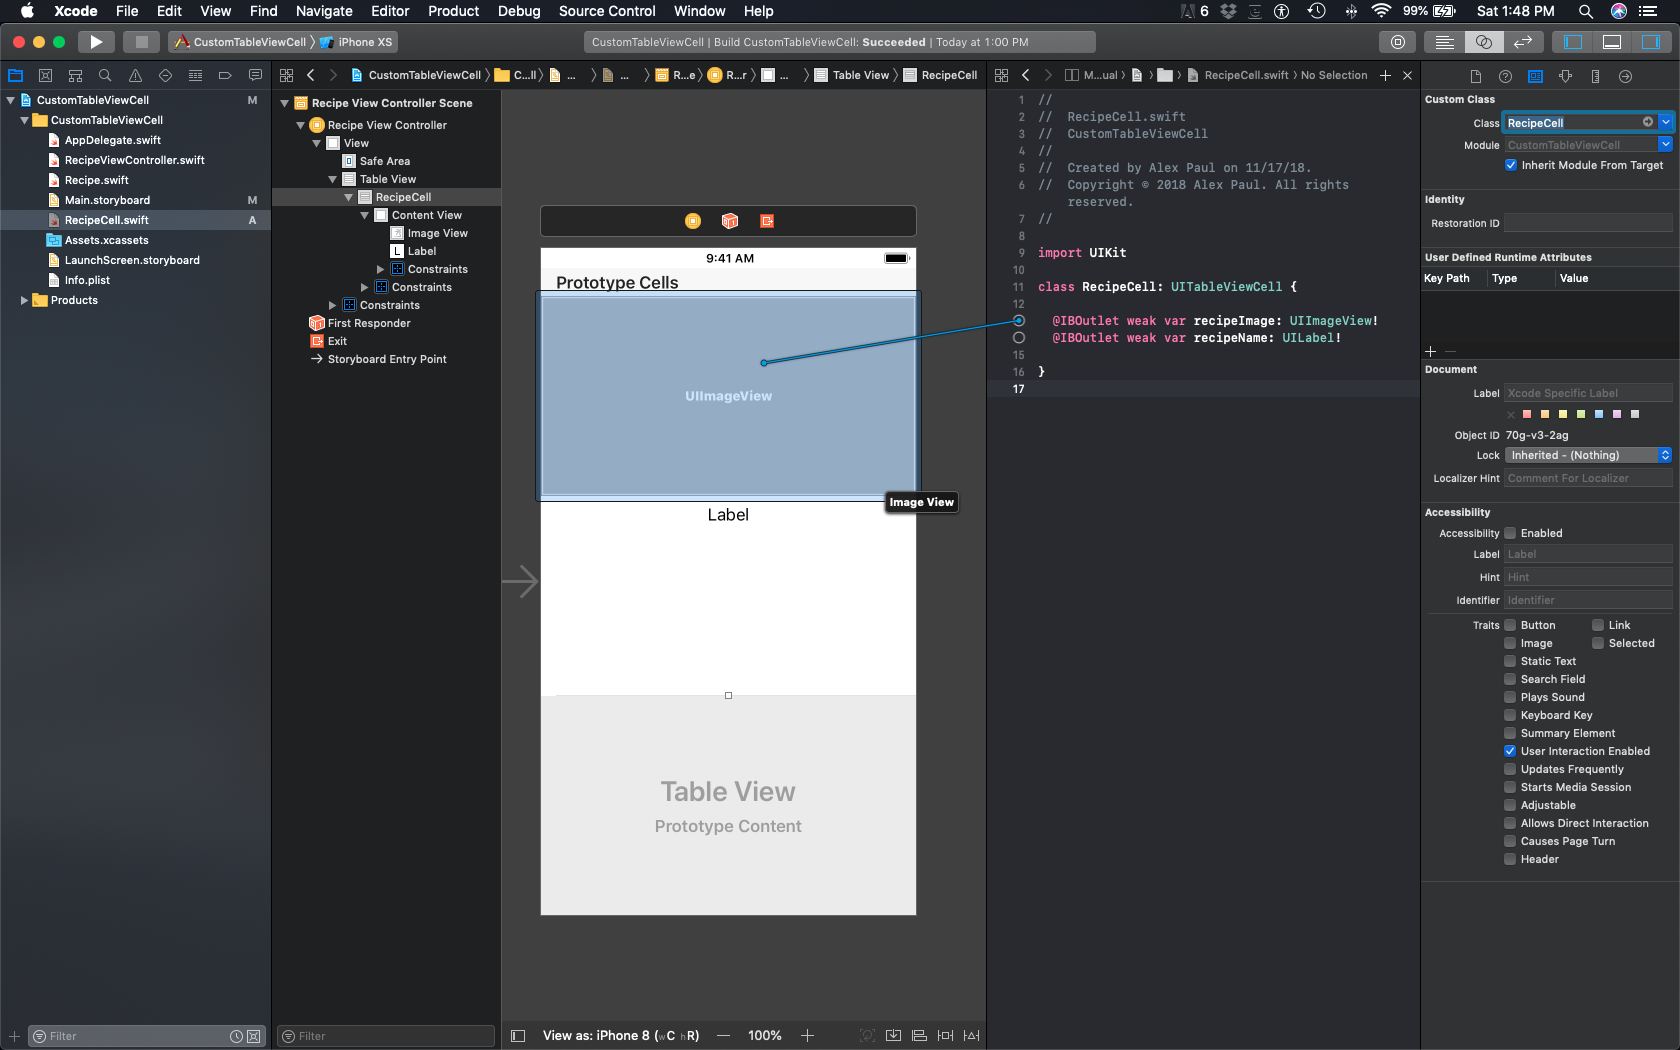 Xcode File Edit View Find Navigate Editor Product Debug Source Control Window Help
6 99% Sat 1:48 PM
CustomTableViewCell iPhone XS
CustomTableViewCell | Build CustomTableViewCell: Succeeded | Today at 1:00 PM
CustomTableViewCell M
CustomTableViewCell
AppDelegate.swift
RecipeViewController.swift
Recipe.swift
Main.storyboard M
RecipeCell.swift A
Assets.xcassets
LaunchScreen.storyboard
Info.plist
Products
Filter
CustomTableViewCell C...ll ... ... R...e R...r ... Table View RecipeCell
Recipe View Controller Scene
Recipe View Controller
View
Safe Area
Table View
RecipeCell
Content View
Image View
L Label
Constraints
Constraints
Constraints
First Responder
Exit
Storyboard Entry Point
Filter
9:41 AM
Prototype Cells
UIImageView
Image View
Label
Table View
Prototype Content
View as: iPhone 8 (wC hR) — 100% +
M...ual RecipeCell.swift No Selection
1 //
2 // RecipeCell.swift
3 // CustomTableViewCell
4 //
5 // Created by Alex Paul on 11/17/18.
6 // Copyright © 2018 Alex Paul. All rights
reserved.
7 //
8
9 import UIKit
10
11 class RecipeCell: UITableViewCell {
12
@IBOutlet weak var recipeImage: UIImageView!
@IBOutlet weak var recipeName: UILabel!
15
16 }
17
Custom Class
Class RecipeCell
Module CustomTableViewCell
Inherit Module From Target
Identity
Restoration ID
User Defined Runtime Attributes
Key Path Type Value
Document
Label Xcode Specific Label
Object ID 70g-v3-2ag
Lock Inherited - (Nothing)
Localizer Hint Comment For Localizer
Accessibility
Accessibility Enabled
Label Label
Hint Hint
Identifier Identifier
Traits Button Link
Image Selected
Static Text
Search Field
Plays Sound
Keyboard Key
Summary Element
User Interaction Enabled
Updates Frequently
Starts Media Session
Adjustable
Allows Direct Interaction
Causes Page Turn
Header